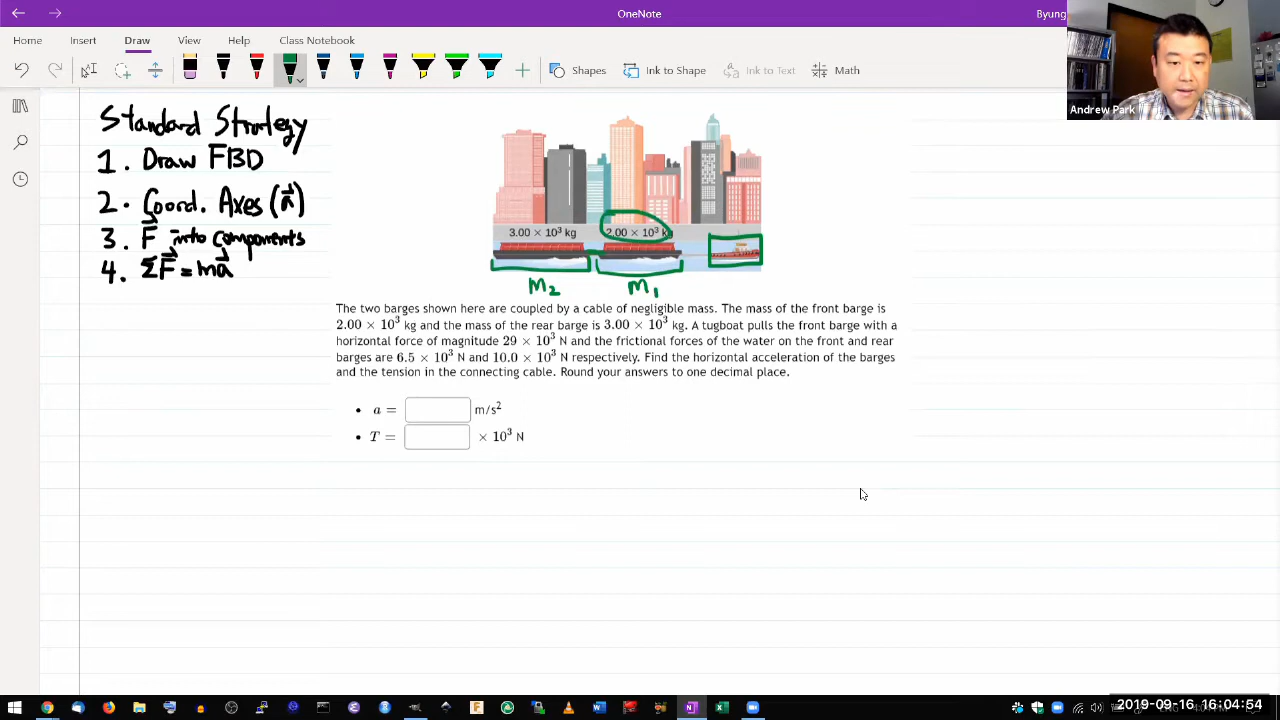 OneNote
Byung
Home Insert Draw View Help Class Notebook
Shapes Ink to Shape Ink to Text Math
Andrew Park
Standard Strategy
1. Draw FBD
2. Coord. Axes (a⃗)
3. F⃗ into components
4. ΣF⃗ = ma⃗
3.00 × 10³ kg 2.00 × 10³ kg
m₂ m₁
The two barges shown here are coupled by a cable of negligible mass. The mass of the front barge is
2.00 × 10³ kg and the mass of the rear barge is 3.00 × 10³ kg. A tugboat pulls the front barge with a
horizontal force of magnitude 29 × 10³ N and the frictional forces of the water on the front and rear
barges are 6.5 × 10³ N and 10.0 × 10³ N respectively. Find the horizontal acceleration of the barges
and the tension in the connecting cable. Round your answers to one decimal place.
• a = m/s²
• T = × 10³ N
2019-09-16 16:04:54